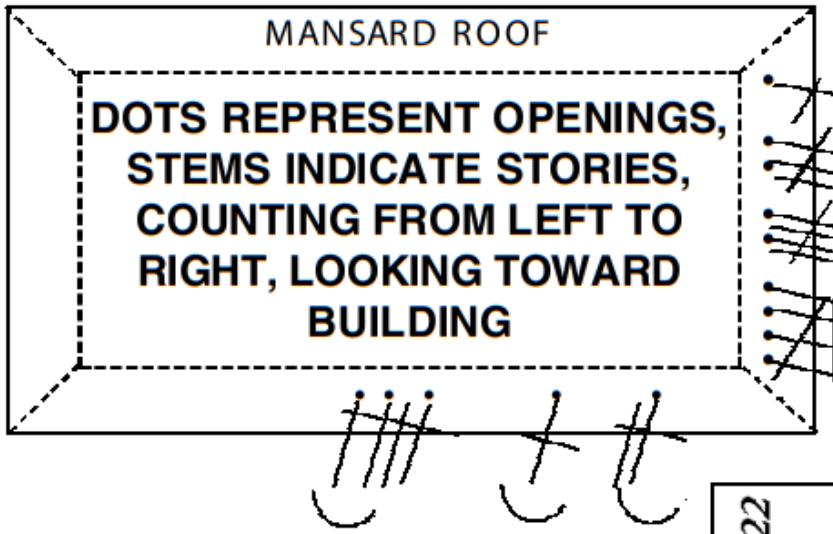 MANSARD ROOF
DOTS REPRESENT OPENINGS,
STEMS INDICATE STORIES,
COUNTING FROM LEFT TO
RIGHT, LOOKING TOWARD
BUILDING
22